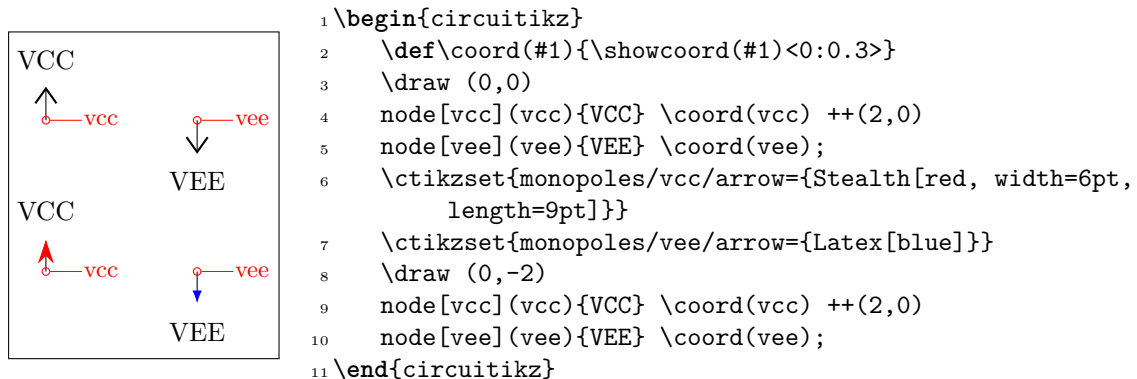 VCC
vcc
vee
VEE
VCC
vcc
vee
VEE
1 \begin{circuitikz}
2 \def\coord(#1){\showcoord(#1)<0:0.3>}
3 \draw (0,0)
4 node[vcc](vcc){VCC} \coord(vcc) ++(2,0)
5 node[vee](vee){VEE} \coord(vee);
6 \ctikzset{monopoles/vcc/arrow={Stealth[red, width=6pt,
length=9pt]}}
7 \ctikzset{monopoles/vee/arrow={Latex[blue]}}
8 \draw (0,-2)
9 node[vcc](vcc){VCC} \coord(vcc) ++(2,0)
10 node[vee](vee){VEE} \coord(vee);
11 \end{circuitikz}